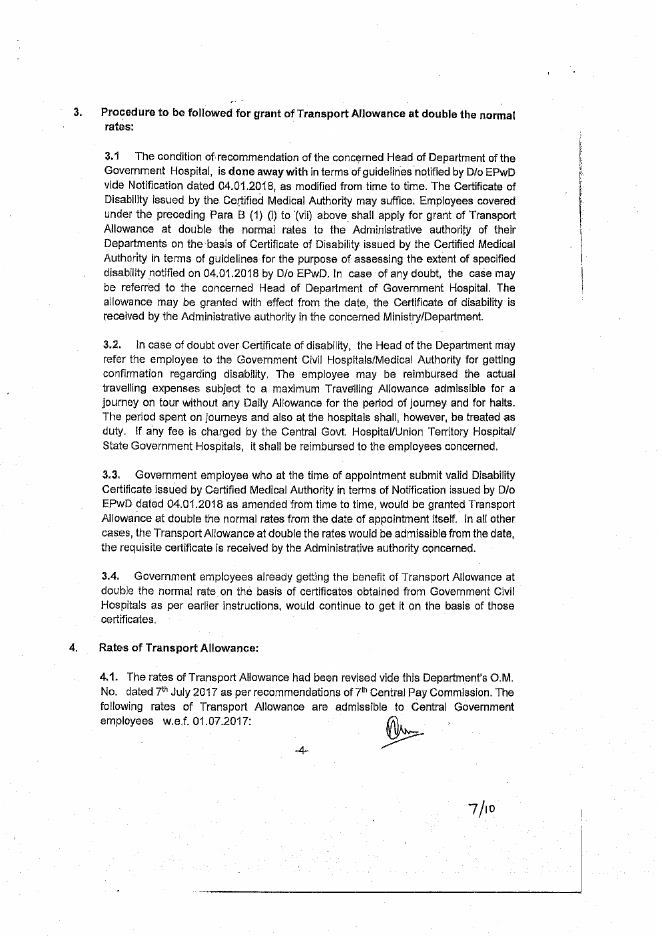 3. Procedure to be followed for grant of Transport Allowance at double the normal
rates:
3.1 The condition of recommendation of the concerned Head of Department of the
Government Hospital, is done away with in terms of guidelines notified by D/o EPwD
vide Notification dated 04.01.2018, as modified from time to time. The Certificate of
Disability issued by the Certified Medical Authority may suffice. Employees covered
under the preceding Para B (1) (i) to (vii) above shall apply for grant of Transport
Allowance at double the normal rates to the Administrative authority of their
Departments on the basis of Certificate of Disability issued by the Certified Medical
Authority in terms of guidelines for the purpose of assessing the extent of specified
disability notified on 04.01.2018 by D/o EPwD. In case of any doubt, the case may
be referred to the concerned Head of Department of Government Hospital. The
allowance may be granted with effect from the date, the Certificate of disability is
received by the Administrative authority in the concerned Ministry/Department.
3.2. In case of doubt over Certificate of disability, the Head of the Department may
refer the employee to the Government Civil Hospitals/Medical Authority for getting
confirmation regarding disability. The employee may be reimbursed the actual
travelling expenses subject to a maximum Travelling Allowance admissible for a
journey on tour without any Daily Allowance for the period of journey and for halts.
The period spent on journeys and also at the hospitals shall, however, be treated as
duty. If any fee is charged by the Central Govt. Hospital/Union Territory Hospital/
State Government Hospitals, it shall be reimbursed to the employees concerned.
3.3. Government employee who at the time of appointment submit valid Disability
Certificate issued by Certified Medical Authority in terms of Notification issued by D/o
EPwD dated 04.01.2018 as amended from time to time, would be granted Transport
Allowance at double the normal rates from the date of appointment itself. In all other
cases, the Transport Allowance at double the rates would be admissible from the date,
the requisite certificate is received by the Administrative authority concerned.
3.4. Government employees already getting the benefit of Transport Allowance at
double the normal rate on the basis of certificates obtained from Government Civil
Hospitals as per earlier instructions, would continue to get it on the basis of those
certificates.
4. Rates of Transport Allowance:
4.1. The rates of Transport Allowance had been revised vide this Department's O.M.
No. dated 7th July 2017 as per recommendations of 7th Central Pay Commission. The
following rates of Transport Allowance are admissible to Central Government
employees w.e.f. 01.07.2017:
-4-
7/10